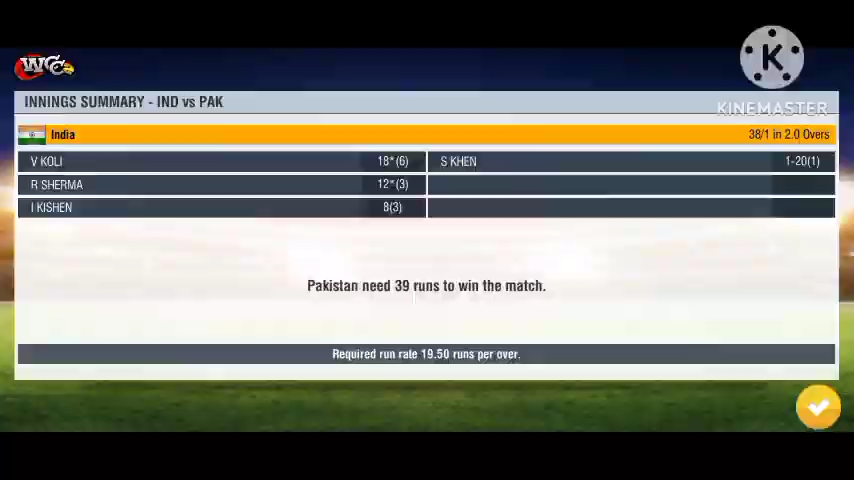 WCC
K
KINEMASTER
INNINGS SUMMARY - IND vs PAK
India 38/1 in 2.0 Overs
V KOLI 18*(6) S KHEN 1-20(1)
R SHERMA 12*(3)
I KISHEN 8(3)
Pakistan need 39 runs to win the match.
Required run rate 19.50 runs per over.